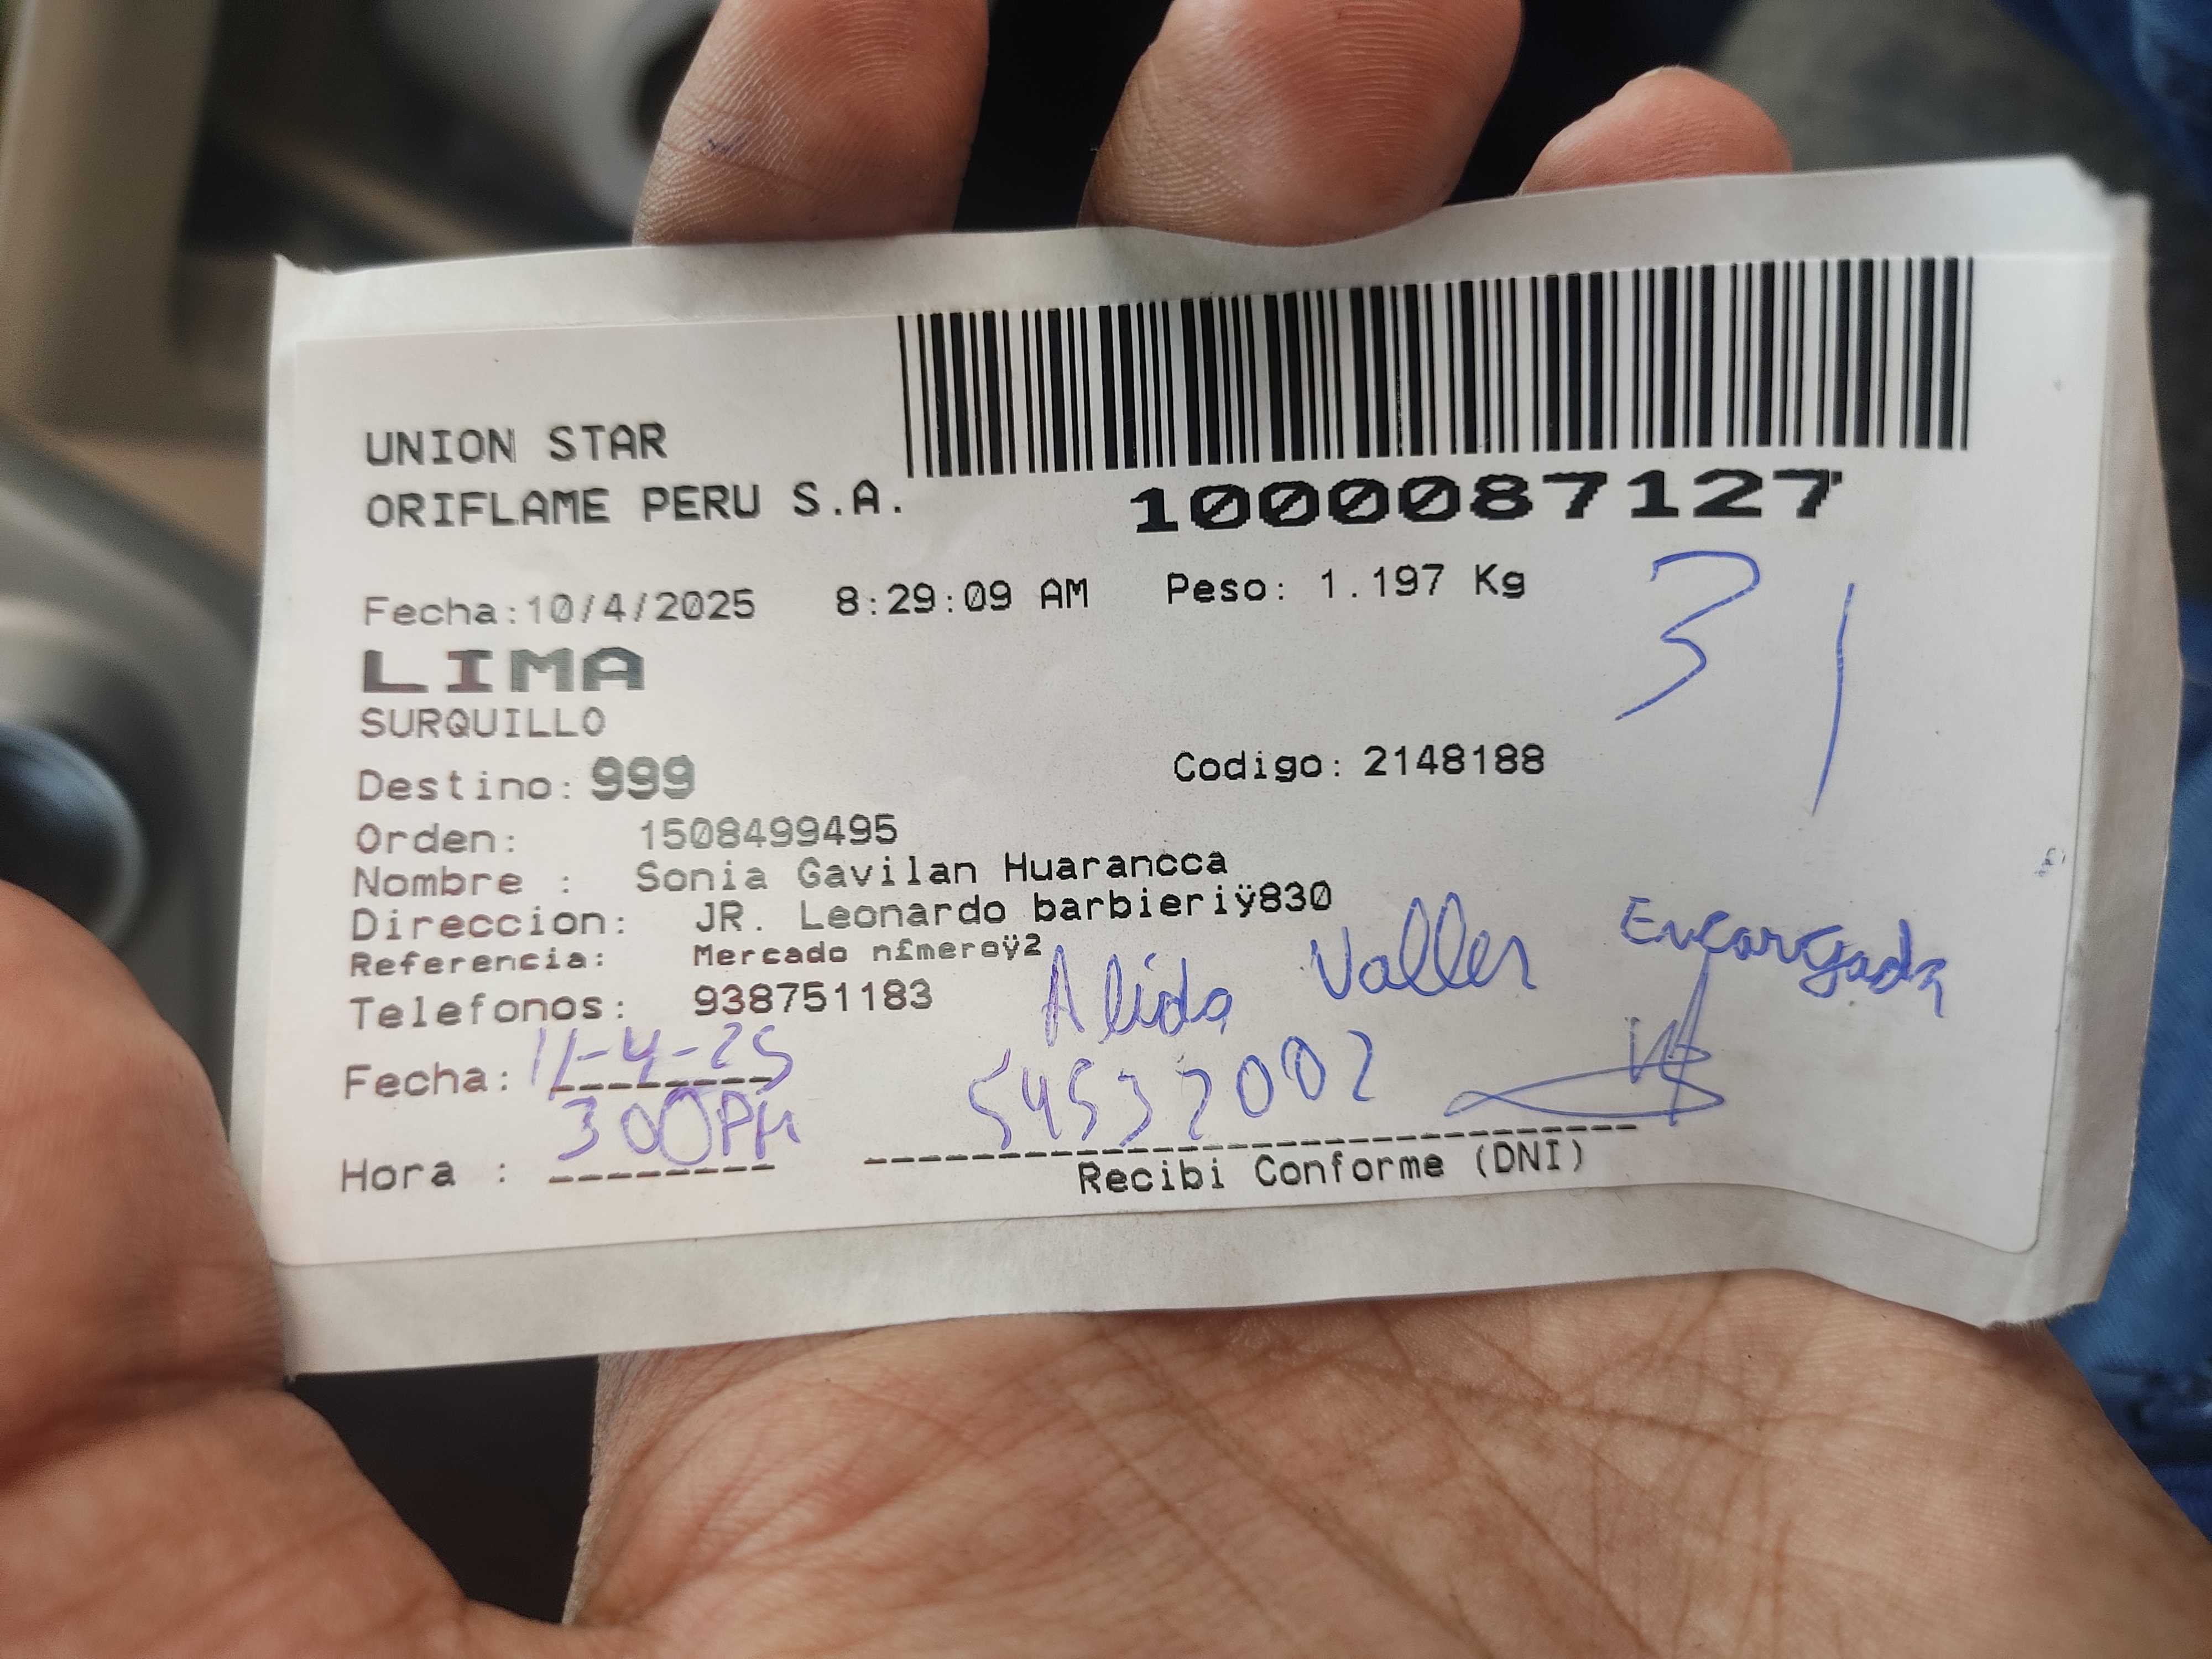 UNION STAR
ORIFLAME PERU S.A.
1000087127
Fecha:10/4/2025 8:29:09 AM Peso: 1.197 Kg
31
LIMA
SURQUILLO
Destino: 999 Codigo: 2148188
Orden: 1508499495
Nombre : Sonia Gavilan Huarancca
Direccion: JR. Leonardo barbieriÿ830
Referencia: Mercado n£meroÿ2
Telefonos: 938751183
Alida Valles Encargada
Fecha: 11-4-25
Hora : 300PM
Recibi Conforme (DNI)